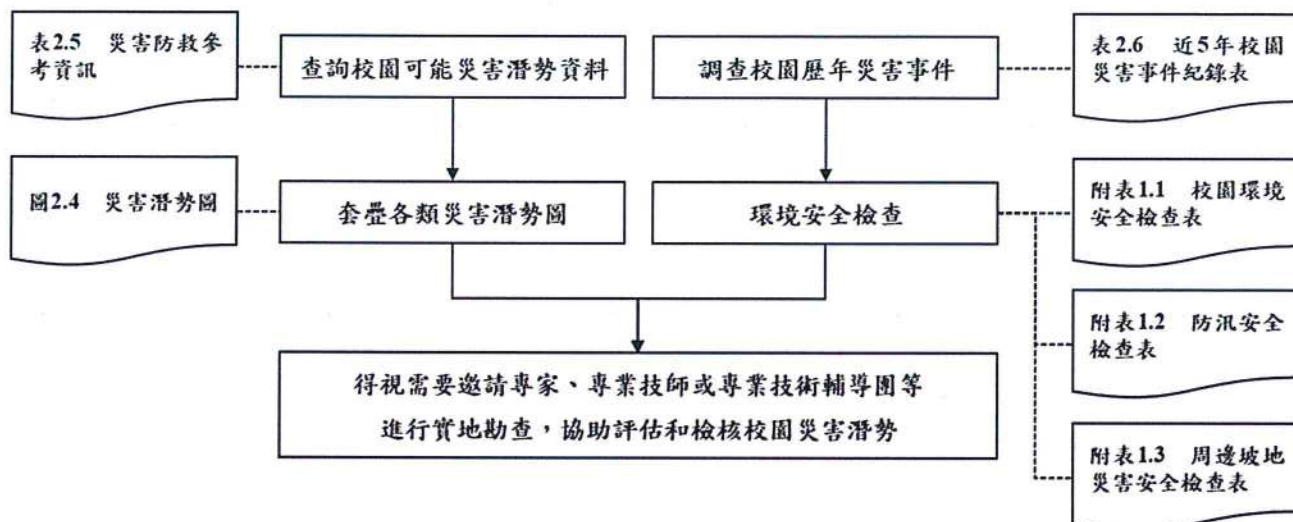 表2.5 災害防救參
考資訊
查詢校園可能災害潛勢資料
調查校園歷年災害事件
表2.6 近5年校園
災害事件紀錄表
圖2.4 災害潛勢圖
套疊各類災害潛勢圖
環境安全檢查
附表1.1 校園環境
安全檢查表
附表1.2 防汛安全
檢查表
得視需要邀請專家、專業技師或專業技術輔導團等
進行實地勘查，協助評估和檢核校園災害潛勢
附表1.3 周邊坡地
災害安全檢查表